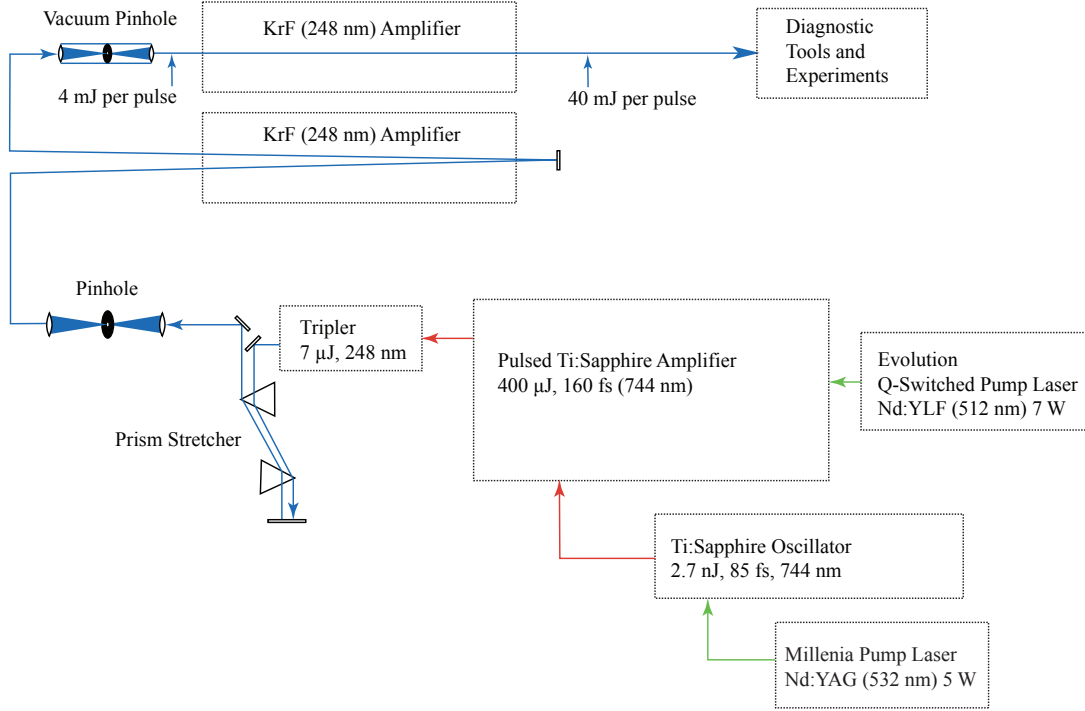 Vacuum Pinhole
KrF (248 nm) Amplifier
Diagnostic
Tools and
Experiments
4 mJ per pulse
40 mJ per pulse
KrF (248 nm) Amplifier
Pinhole
Tripler
7 µJ, 248 nm
Pulsed Ti:Sapphire Amplifier
400 µJ, 160 fs (744 nm)
Evolution
Q-Switched Pump Laser
Nd:YLF (512 nm) 7 W
Prism Stretcher
Ti:Sapphire Oscillator
2.7 nJ, 85 fs, 744 nm
Millenia Pump Laser
Nd:YAG (532 nm) 5 W